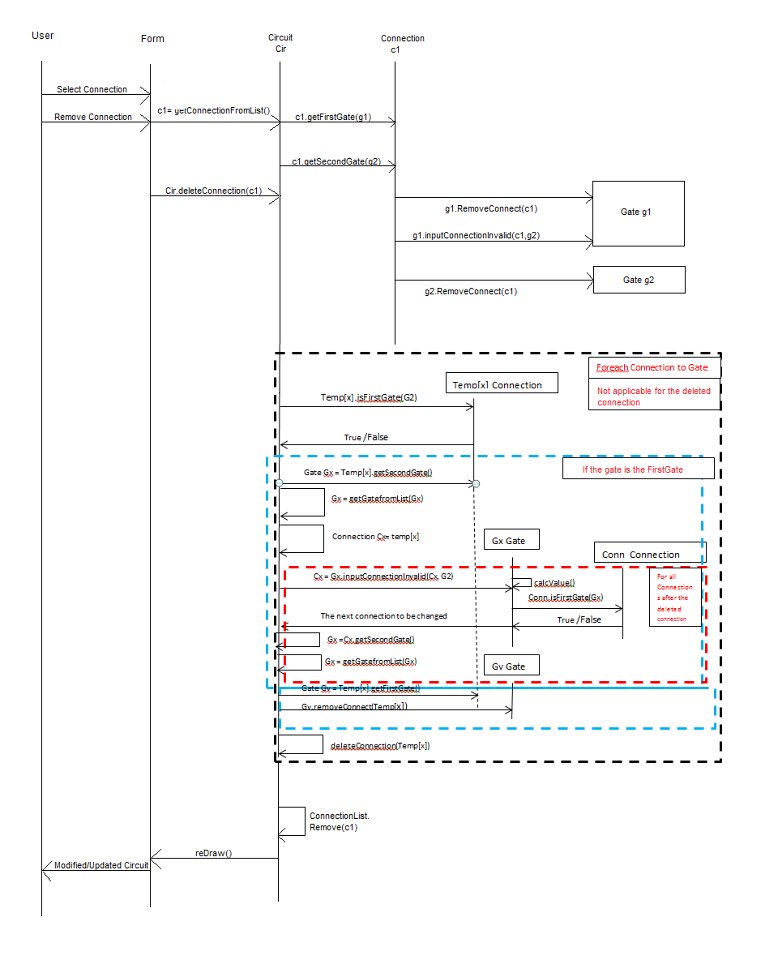 User
Form
Circuit
Cir
Connection
c1
Select Connection
Remove Connection
c1= getConnectionFromList()
c1.getFirstGate(g1)
c1.getSecondGate(g2)
Cir.deleteConnection(c1)
g1.RemoveConnect(c1)
Gate g1
g1.inputConnectionInvalid(c1,g2)
g2.RemoveConnect(c1)
Gate g2
Foreach Connection to Gate
Not applicable for the deleted
connection
Temp[x] Connection
Temp[x].isFirstGate(G2)
True /False
If the gate is the FirstGate
Gate Gx = Temp[x].getSecondGate()
Gx = getGatefromList(Gx)
Connection Cx= temp[x]
Gx Gate
Conn Connection
Cx = Gx.inputConnectionInvalid(Cx, G2)
calcValue()
For all
Connection
s after the
deleted
connection
Conn.isFirstGate(Gx)
The next connection to be changed
True /False
Gx =Cx.getSecondGate()
Gx = getGatefromList(Gx)
Gv Gate
Gate Gv = Temp[x].getFirstGate()
Gv.removeConnect(Temp[x])
deleteConnection(Temp[x])
ConnectionList.
Remove(c1)
reDraw()
Modified/Updated Circuit